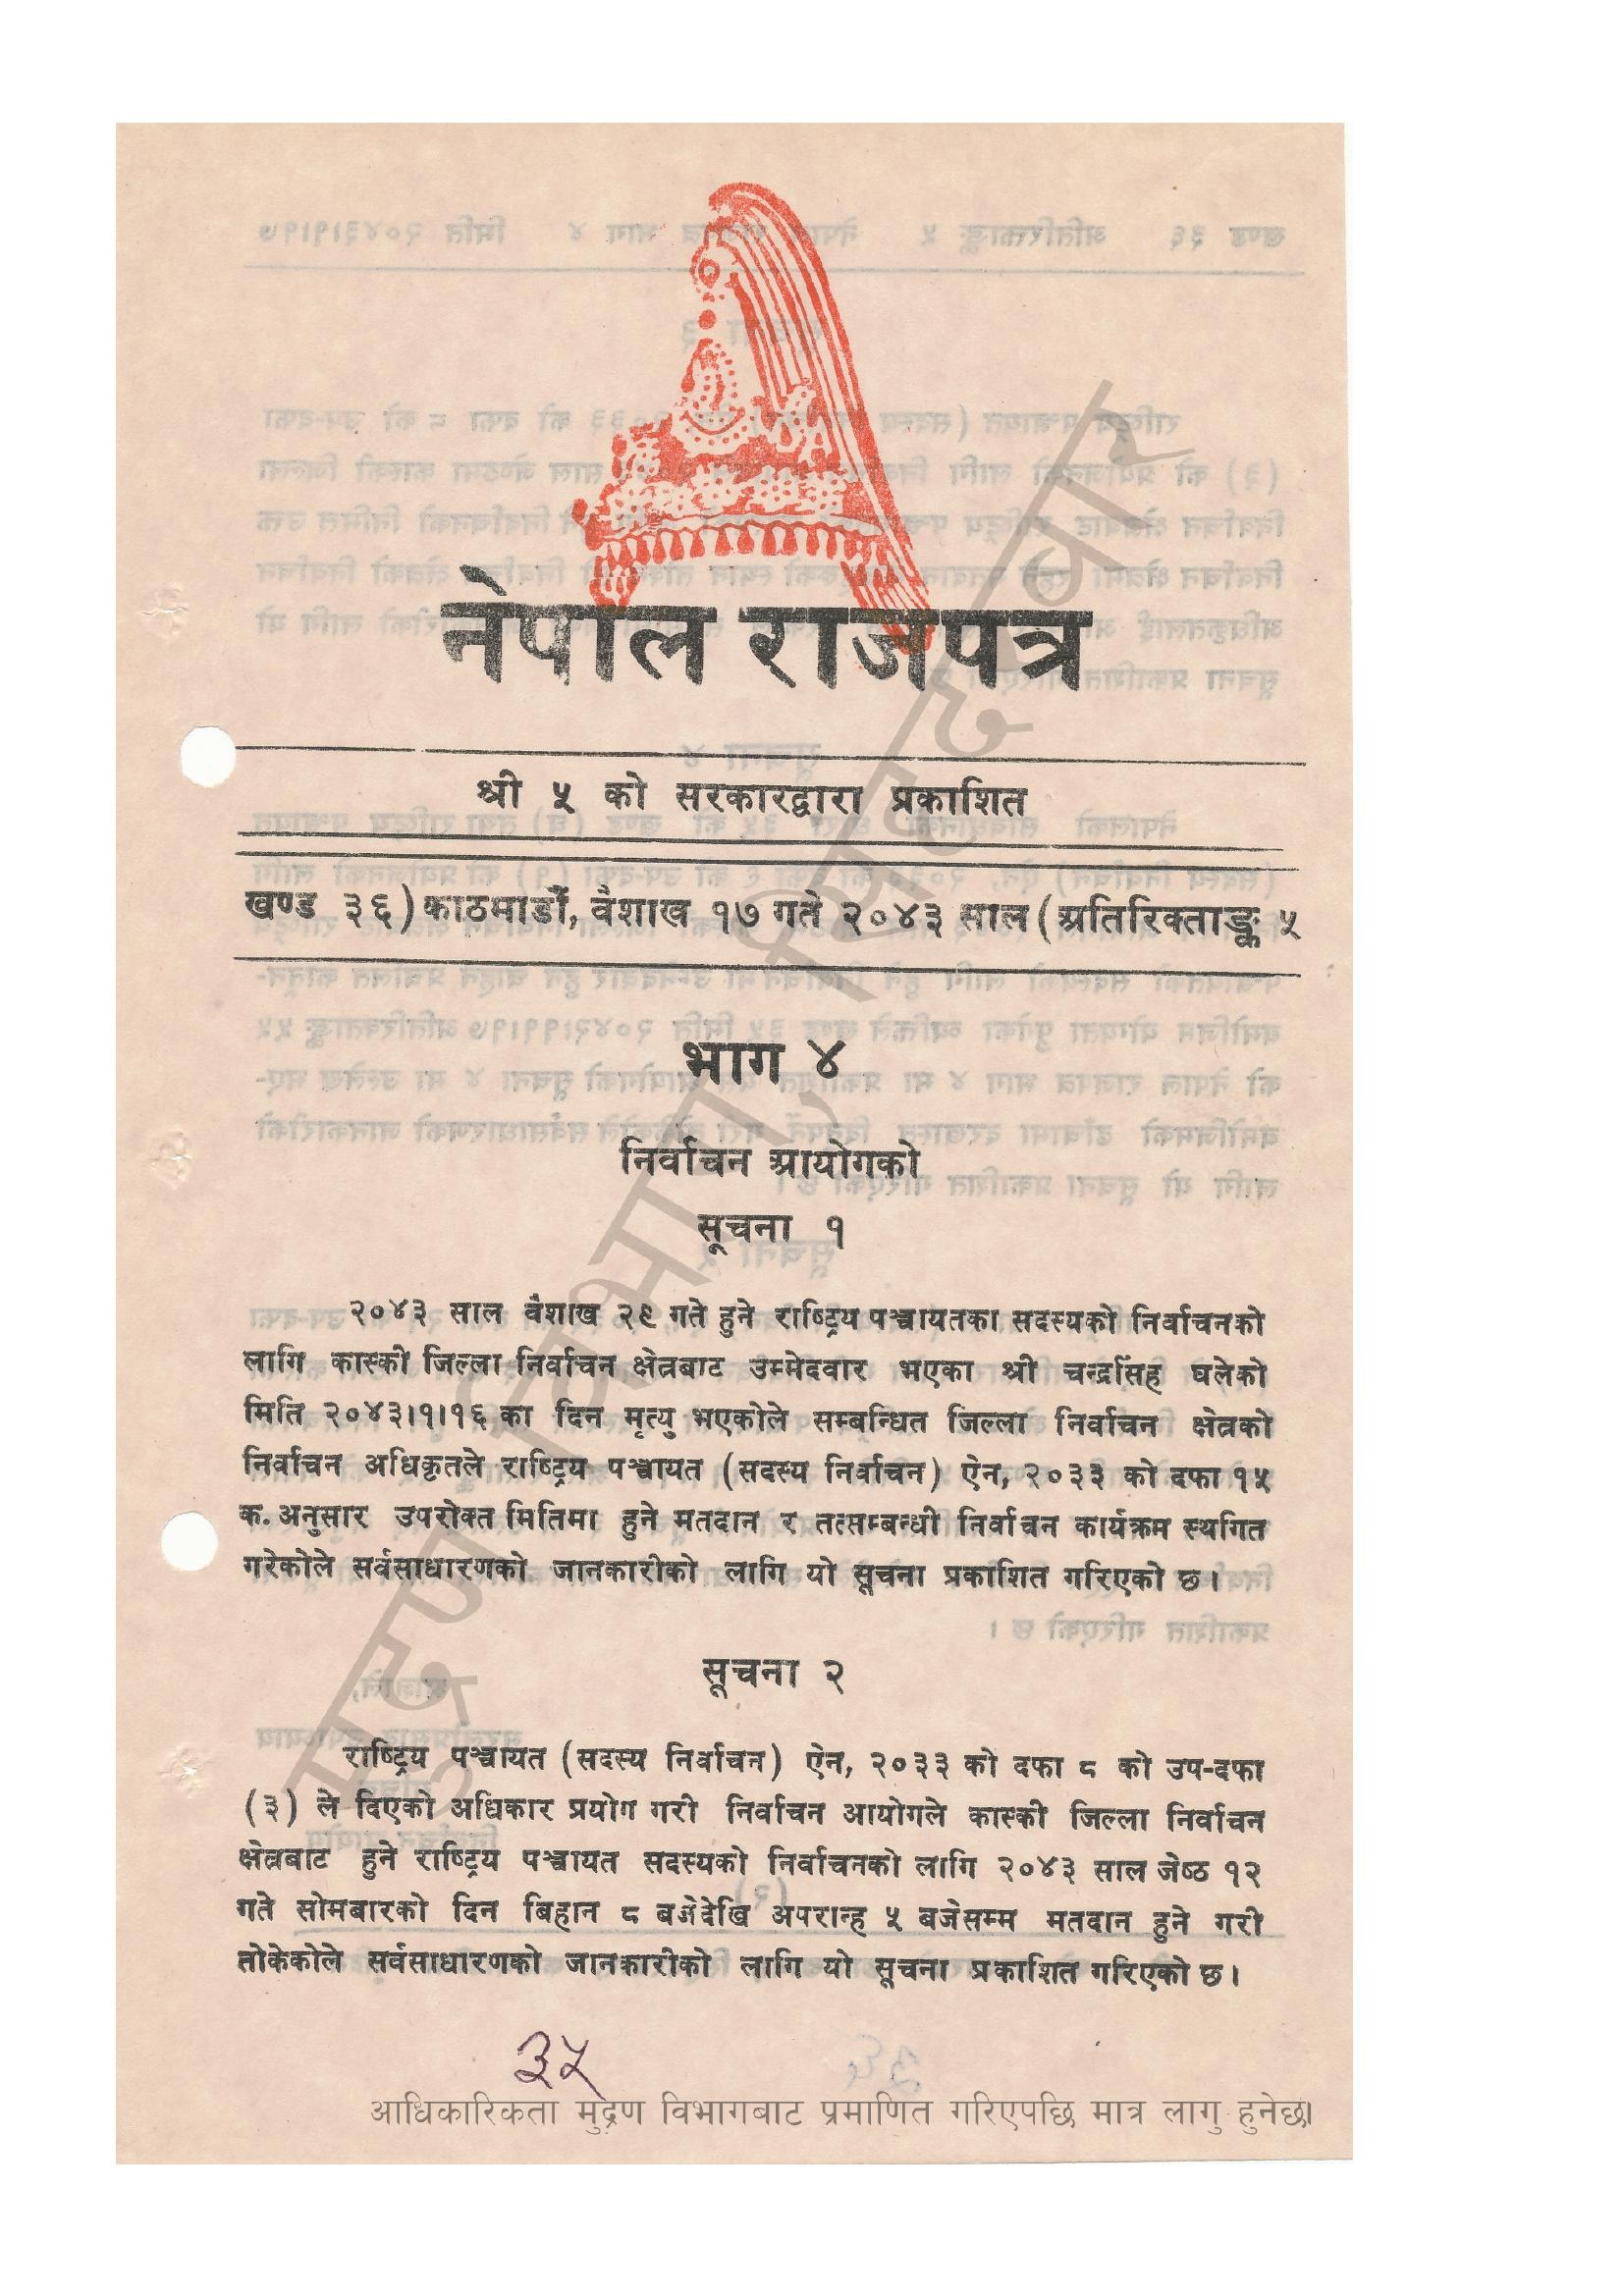 नेपाल राजपत्र
श्री ५ को सरकारद्वारा प्रकाशित
खण्ड ३६) काठमाडौं, वैशाख १७ गते २०४३ साल (अतिरिक्ताङ्क ५
भाग ४
निर्वाचन आयोगको
सूचना १
२०४३ साल वैशाख २९ गते हुने राष्ट्रिय पञ्चायतका सदस्यको निर्वाचनको
लागि कास्की जिल्ला निर्वाचन क्षेत्रबाट उम्मेदवार भएका श्री चन्द्रसिंह घलेको
मिति २०४३।१।१६ का दिन मृत्यु भएकोले सम्बन्धित जिल्ला निर्वाचन क्षेत्रको
निर्वाचन अधिकृतले राष्ट्रिय पञ्चायत (सदस्य निर्वाचन) ऐन, २०३३ को दफा १५
क. अनुसार उपरोक्त मितिमा हुने मतदान र तत्सम्बन्धी निर्वाचन कार्यक्रम स्थगित
गरेकोले सर्वसाधारणको जानकारीको लागि यो सूचना प्रकाशित गरिएको छ।
सूचना २
राष्ट्रिय पञ्चायत (सदस्य निर्वाचन) ऐन, २०३३ को दफा ८ को उप-दफा
(३) ले दिएको अधिकार प्रयोग गरी निर्वाचन आयोगले कास्की जिल्ला निर्वाचन
क्षेत्रबाट हुने राष्ट्रिय पञ्चायत सदस्यको निर्वाचनको लागि २०४३ साल जेष्ठ १२
गते सोमबारको दिन बिहान ८ बजेदेखि अपरान्ह ५ बजेसम्म मतदान हुने गरी
तोकेकोले सर्वसाधारणको जानकारीको लागि यो सूचना प्रकाशित गरिएको छ।
३५
आधिकारिकता मुद्रण विभागबाट प्रमाणित गरिएपछि मात्र लागु हुनेछ।
मुद्रण विभाग, सिंहदरबार